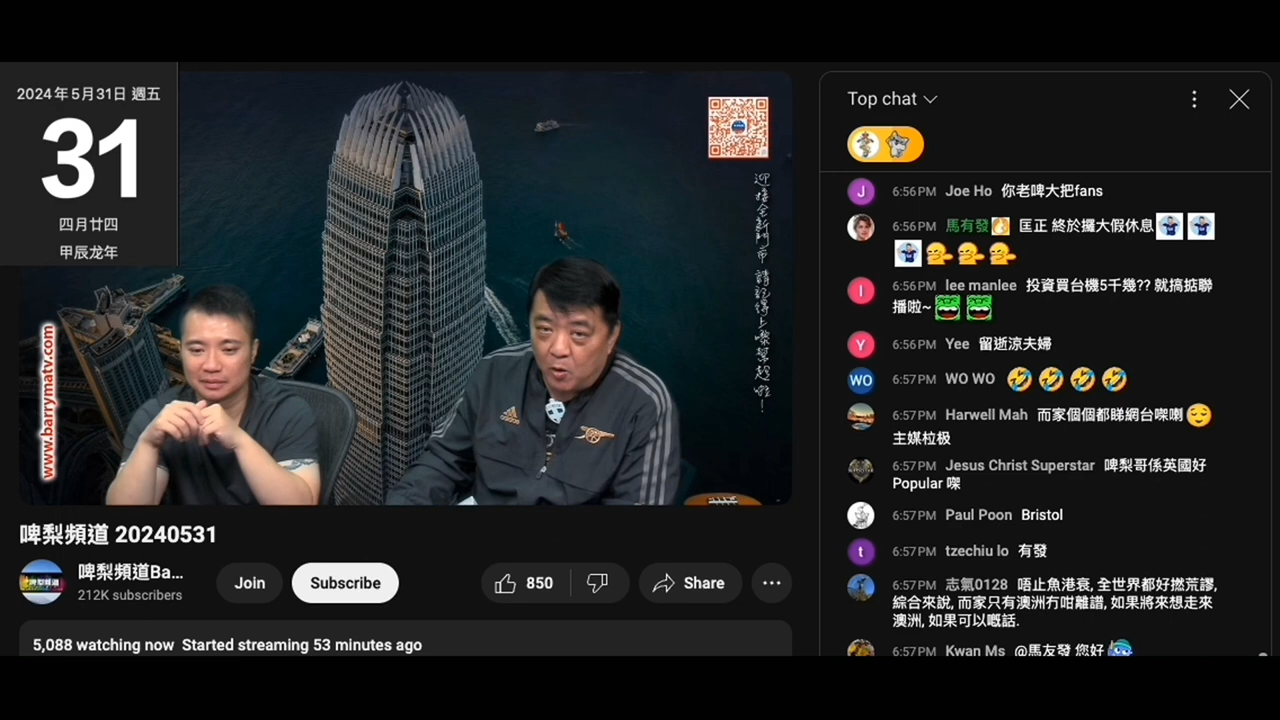 2024年5月31日 週五
31
四月廿四
甲辰龙年
www.barrymatv.com
啤梨頻道 20240531
啤梨頻道
啤梨頻道Ba...
212K subscribers
Join
Subscribe
850
Share
5,088 watching now Started streaming 53 minutes ago
Top chat
J
6:56PM Joe Ho 你老啤大把fans
6:56PM 馬有發 匡正 終於攞大假休息
I
6:56PM lee manlee 投資買台機5千幾?? 就搞掂聯
播啦~
Y
6:56PM Yee 留逝涼夫婦
WO
6:57PM WO WO
6:57PM Harwell Mah 而家個個都睇網台㗎喇
主媒柆极
6:57PM Jesus Christ Superstar 啤梨哥係英國好
Popular 㗎
6:57PM Paul Poon Bristol
t
6:57PM tzechiu lo 有發
6:57PM 志氣0128 唔止魚港衰, 全世界都好撚荒謬,
綜合來說, 而家只有澳洲冇咁離譜, 如果將來想走來
澳洲, 如果可以嘅話.
6:57PM Kwan Ms @馬友發 您好